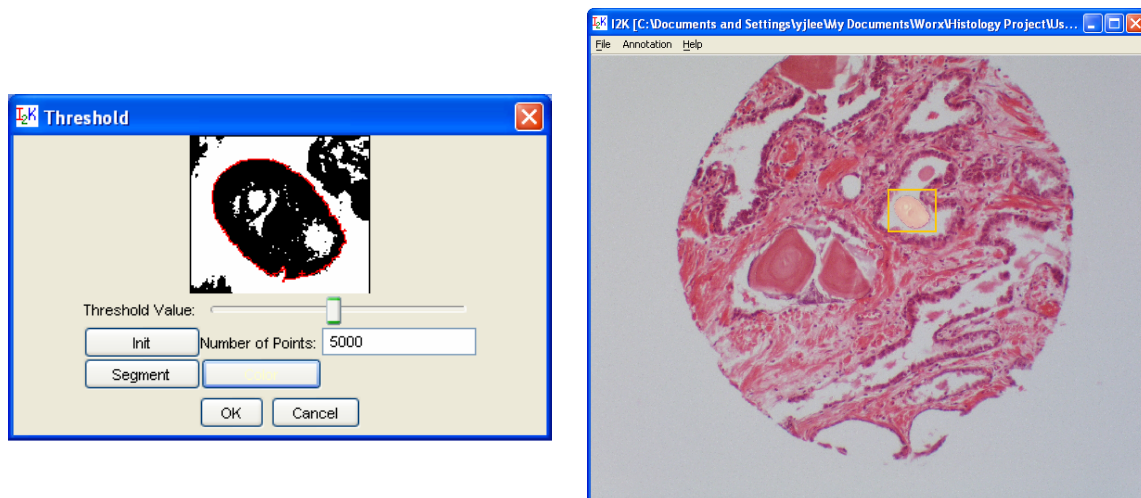 I2K Threshold
Threshold Value:
Init Number of Points: 5000
Segment
OK Cancel
I2K [C:\Documents and Settings\yjlee\My Documents\Worx\Histology Project\Us...
File Annotation Help